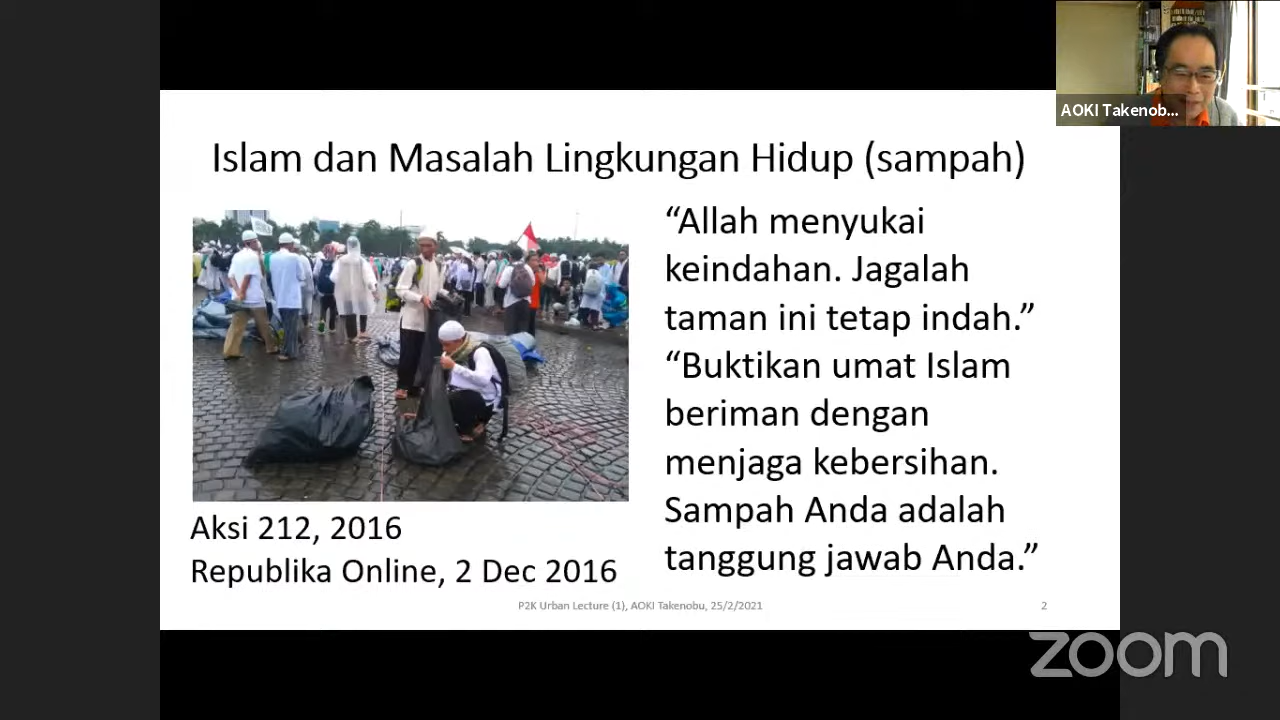 AOKI Takenob...
Islam dan Masalah Lingkungan Hidup (sampah)
“Allah menyukai
keindahan. Jagalah
taman ini tetap indah.”
“Buktikan umat Islam
beriman dengan
menjaga kebersihan.
Sampah Anda adalah
tanggung jawab Anda.”
Aksi 212, 2016
Republika Online, 2 Dec 2016
P2K Urban Lecture (1), AOKI Takenobu, 25/2/2021
2
zoom